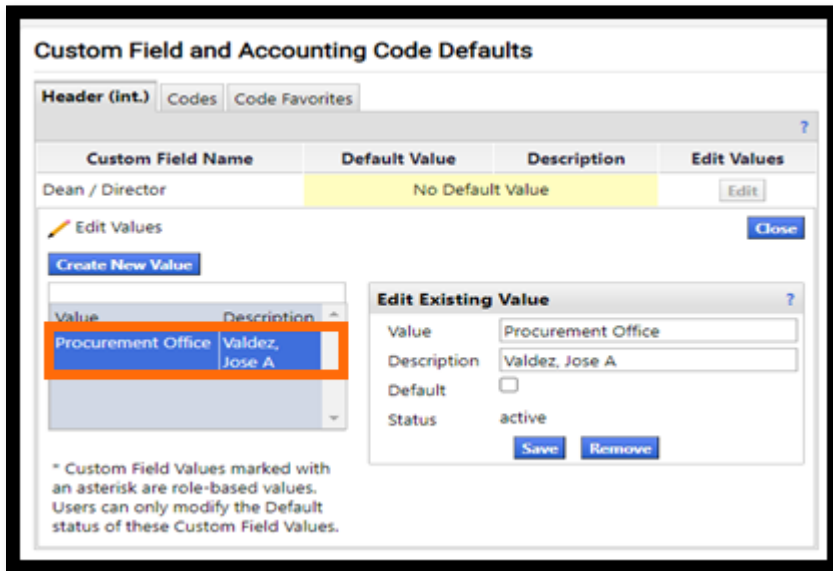 Custom Field and Accounting Code Defaults
Header (int.) Codes Code Favorites
?
Custom Field Name Default Value Description Edit Values
Dean / Director No Default Value Edit
Edit Values Close
Create New Value
Value Description
Procurement Office Valdez,
Jose A
Edit Existing Value ?
Value Procurement Office
Description Valdez, Jose A
Default
Status active
Save Remove
* Custom Field Values marked with
an asterisk are role-based values.
Users can only modify the Default
status of these Custom Field Values.